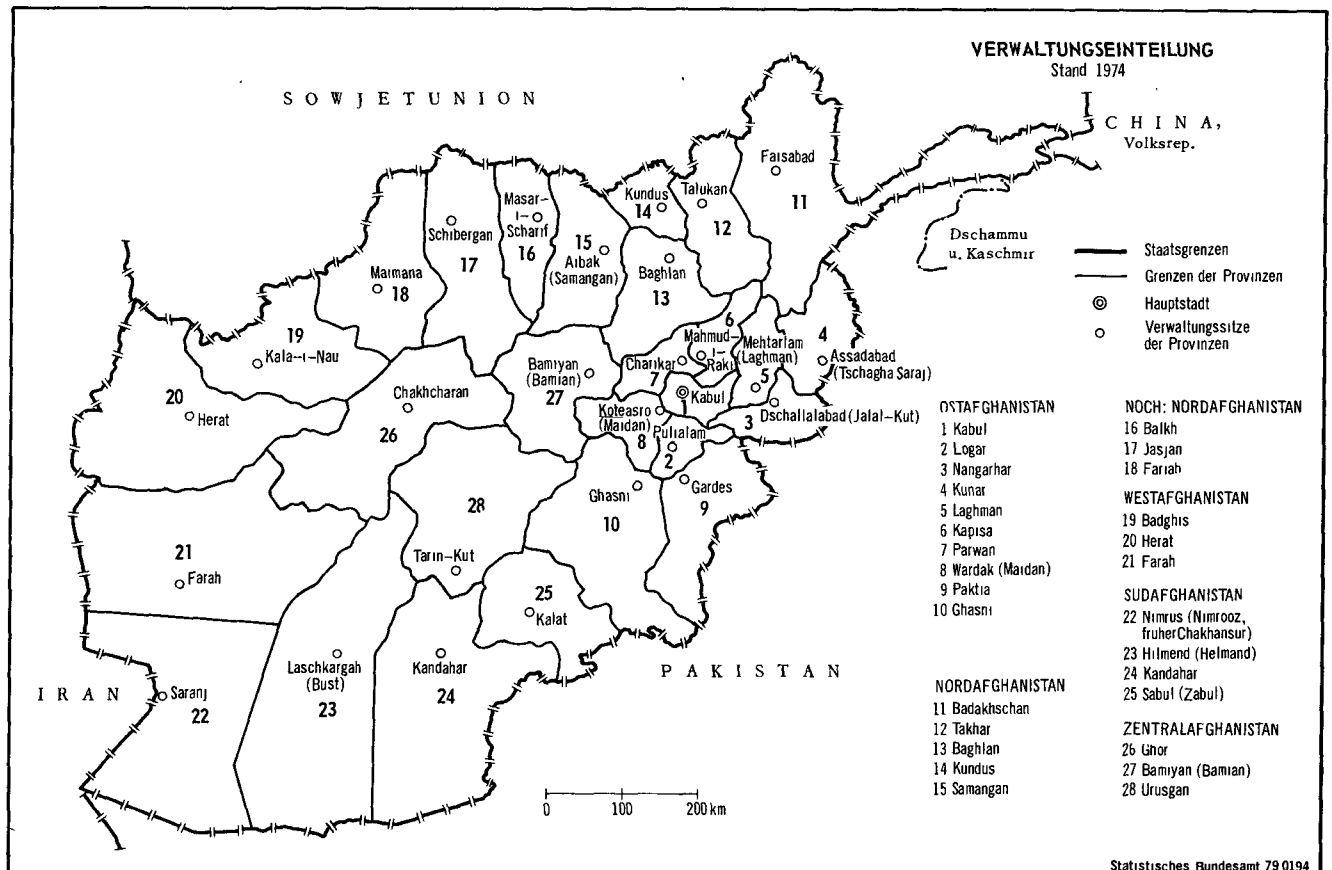 VERWALTUNGSEINTEILUNG
Stand 1974
SOWJETUNION
CHINA,
Volksrep.
Dschammu
u. Kaschmir
IRAN
PAKISTAN
Faisabad
11
Talukan
12
Kundus
14
Masar-
i-
Scharif
16
15
Aibak
(Samangan)
Schibergan
17
Maimana
18
Baghlan
13
19
Kala-i-Nau
20
Herat
Chakhcharan
26
Bamiyan
(Bamian)
27
6
Mahmud-
i-
Raki
Charikar
7
Mehtarlam
(Laghman)
5
4
Assadabad
(Tschagha Saraj)
Kabul
Dschallalabad (Jalal-Kut)
3
Koteasro
(Maidan)
8
Pulialam
2
Gardes
9
Ghasni
10
28
Tarin-Kut
21
Farah
25
Kalat
Laschkargah
(Bust)
23
Kandahar
24
Saranj
22
0 100 200 km
Staatsgrenzen
Grenzen der Provinzen
Hauptstadt
Verwaltungssitze
der Provinzen
OSTAFGHANISTAN
1 Kabul
2 Logar
3 Nangarhar
4 Kunar
5 Laghman
6 Kapisa
7 Parwan
8 Wardak (Maidan)
9 Paktia
10 Ghasni
NORDAFGHANISTAN
11 Badakhschan
12 Takhar
13 Baghlan
14 Kundus
15 Samangan
NOCH: NORDAFGHANISTAN
16 Balkh
17 Jasjan
18 Fariah
WESTAFGHANISTAN
19 Badghis
20 Herat
21 Farah
SUDAFGHANISTAN
22 Nimrus (Nimrooz,
fruher Chakhansur)
23 Hilmend (Helmand)
24 Kandahar
25 Sabul (Zabul)
ZENTRALAFGHANISTAN
26 Ghor
27 Bamiyan (Bamian)
28 Urusgan
Statistisches Bundesamt 79 0194